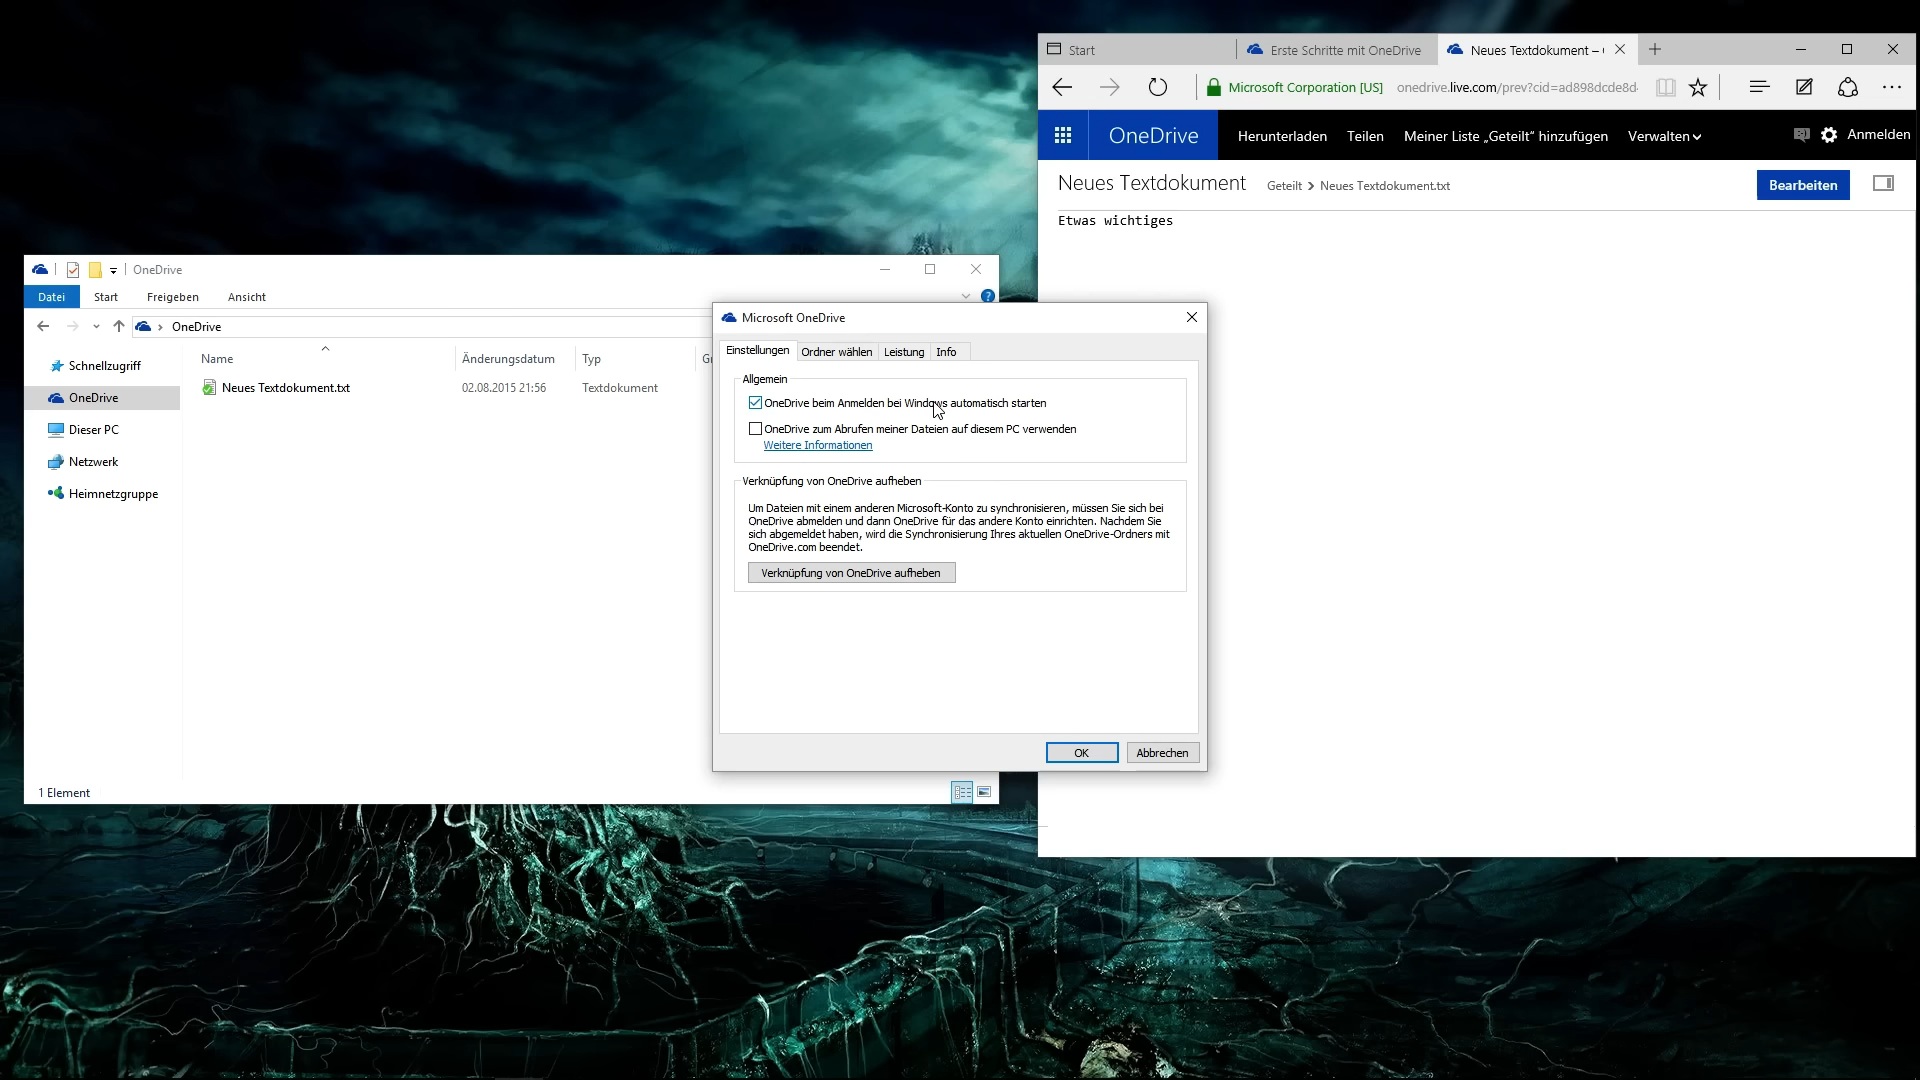 Start
Erste Schritte mit OneDrive
Neues Textdokument –
Microsoft Corporation [US]
onedrive.live.com/prev?cid=ad898dcde8d
OneDrive
Herunterladen
Teilen
Meiner Liste „Geteilt" hinzufügen
Verwalten
Anmelden
Neues Textdokument
Geteilt > Neues Textdokument.txt
Bearbeiten
Etwas wichtiges
OneDrive
Datei
Start
Freigeben
Ansicht
OneDrive
Name
Änderungsdatum
Typ
Schnellzugriff
OneDrive
Dieser PC
Netzwerk
Heimnetzgruppe
Neues Textdokument.txt
02.08.2015 21:56
Textdokument
1 Element
Microsoft OneDrive
Einstellungen
Ordner wählen
Leistung
Info
Allgemein
OneDrive beim Anmelden bei Windows automatisch starten
OneDrive zum Abrufen meiner Dateien auf diesem PC verwenden
Weitere Informationen
Verknüpfung von OneDrive aufheben
Um Dateien mit einem anderen Microsoft-Konto zu synchronisieren, müssen Sie sich bei
OneDrive abmelden und dann OneDrive für das andere Konto einrichten. Nachdem Sie
sich abgemeldet haben, wird die Synchronisierung Ihres aktuellen OneDrive-Ordners mit
OneDrive.com beendet.
Verknüpfung von OneDrive aufheben
OK
Abbrechen